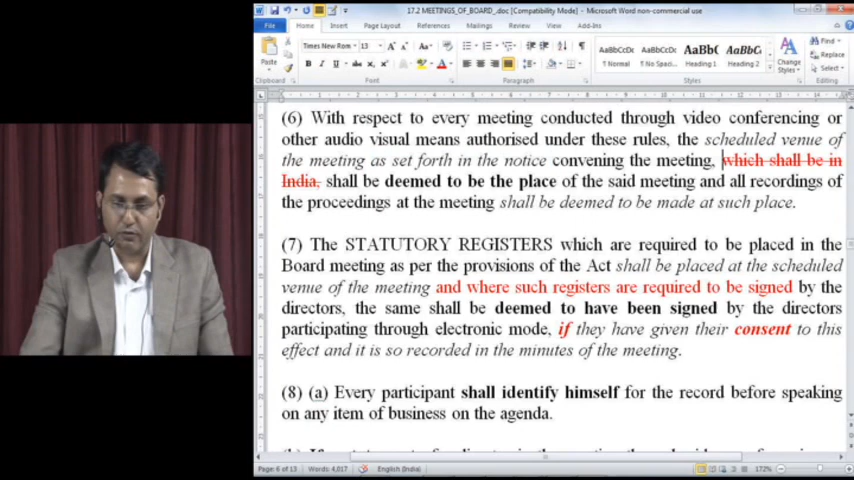 17.2 MEETINGS_OF_BOARD_.doc [Compatibility Mode] - Microsoft Word non-commercial use
File Home Insert Page Layout References Mailings Review View Add-Ins
Times New Rom 13
Paste
B I U
AaBbCcDc AaBbCcDc AaBbC AaBbC
¶ Normal ¶ No Spaci... Heading 1 Heading 2
Change Styles
Find
Replace
Select
Clipboard Font Paragraph Styles Editing
(6) With respect to every meeting conducted through video conferencing or
other audio visual means authorised under these rules, the scheduled venue of
the meeting as set forth in the notice convening the meeting, which shall be in
India, shall be deemed to be the place of the said meeting and all recordings of
the proceedings at the meeting shall be deemed to be made at such place.
(7) The STATUTORY REGISTERS which are required to be placed in the
Board meeting as per the provisions of the Act shall be placed at the scheduled
venue of the meeting and where such registers are required to be signed by the
directors, the same shall be deemed to have been signed by the directors
participating through electronic mode, if they have given their consent to this
effect and it is so recorded in the minutes of the meeting.
(8) (a) Every participant shall identify himself for the record before speaking
on any item of business on the agenda.
Page: 6 of 13 Words: 4,017 English (India) 172%